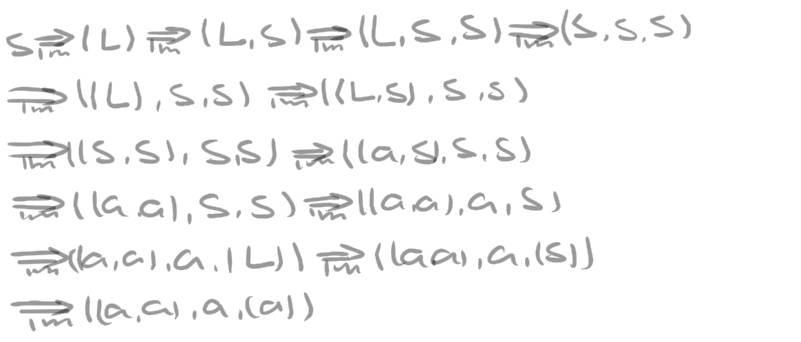 S ⇒lm (L) ⇒lm (L, S) ⇒lm (L, S, S) ⇒lm (S, S, S)
⇒lm ((L), S, S) ⇒lm ((L, S), S, S)
⇒lm ((S, S), S, S) ⇒lm ((a, S), S, S)
⇒lm ((a, a), S, S) ⇒lm ((a, a), a, S)
⇒lm ((a, a), a, (L)) ⇒lm ((a, a), a, (S))
⇒lm ((a, a), a, (a))